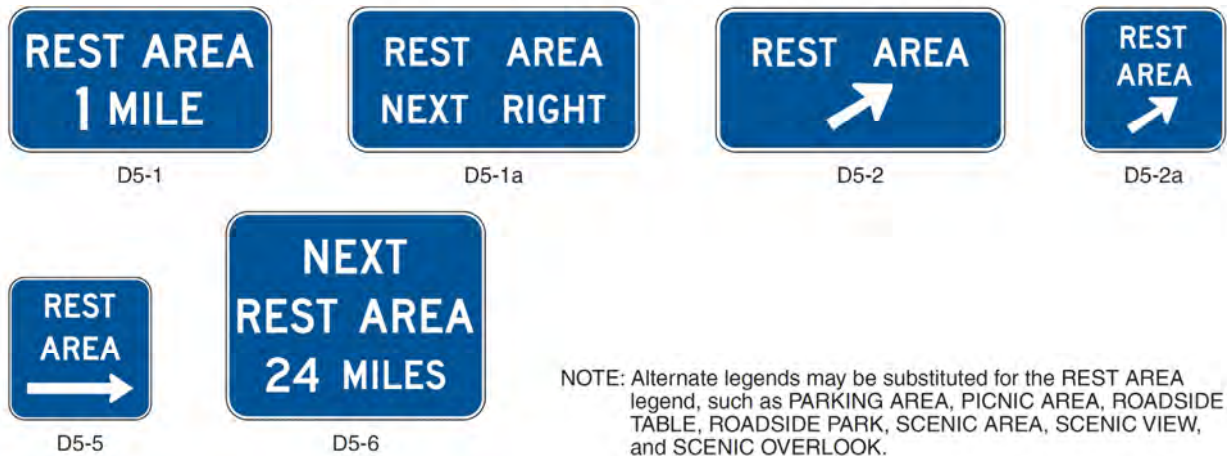 REST AREA
1 MILE
D5-1
REST AREA
NEXT RIGHT
D5-1a
REST AREA
D5-2
REST
AREA
D5-2a
REST
AREA
D5-5
NEXT
REST AREA
24 MILES
D5-6
NOTE: Alternate legends may be substituted for the REST AREA
legend, such as PARKING AREA, PICNIC AREA, ROADSIDE
TABLE, ROADSIDE PARK, SCENIC AREA, SCENIC VIEW,
and SCENIC OVERLOOK.